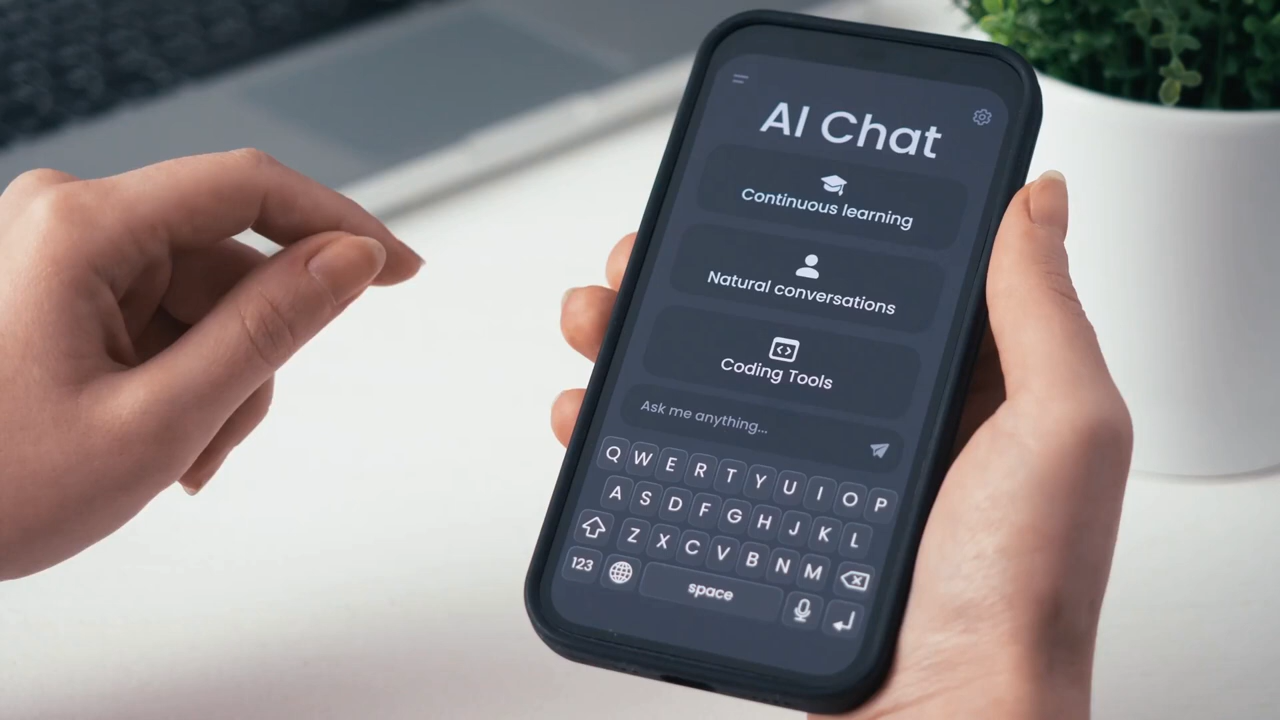 AI Chat
Continuous learning
Natural conversations
Coding Tools
Ask me anything...
Q W E R T Y U I O P
A S D F G H J K L
Z X C V B N M
123 space